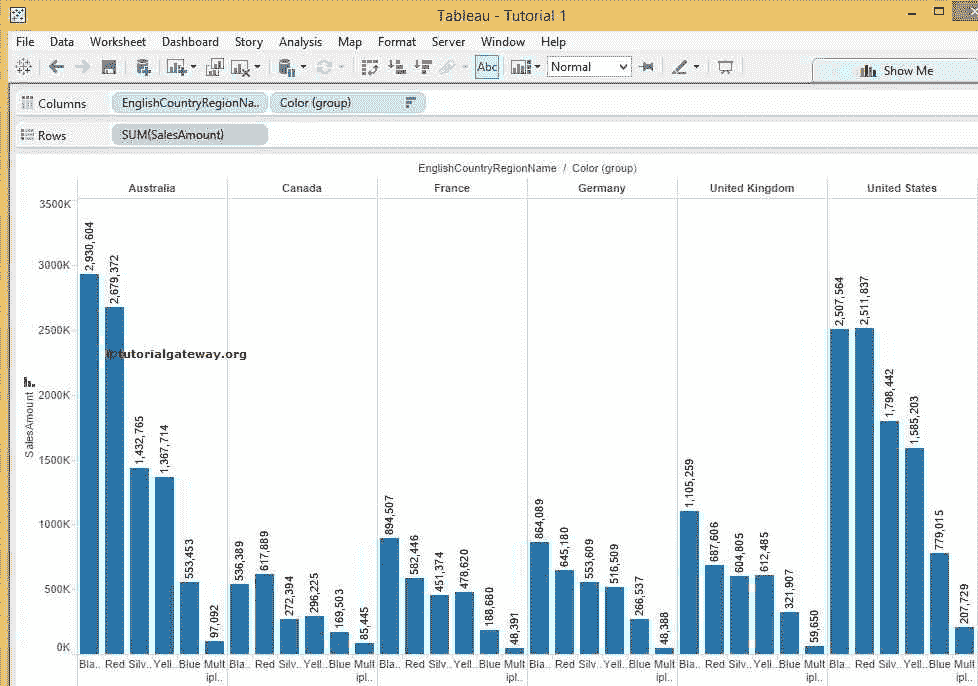 Tableau - Tutorial 1
File Data Worksheet Dashboard Story Analysis Map Format Server Window Help
Abc Normal Show Me
Columns EnglishCountryRegionNa.. Color (group)
Rows SUM(SalesAmount)
EnglishCountryRegionName / Color (group)
Australia Canada France Germany United Kingdom United States
3500K
3000K
2500K
2000K
1500K
1000K
500K
0K
SalesAmount
2,930,604 2,679,372 1,432,765 1,367,714 553,453 97,092
536,389 617,889 272,394 296,225 169,503 85,445
894,507 582,446 451,374 478,620 188,680 48,391
864,089 645,180 553,609 516,509 266,537 48,388
1,105,259 687,606 604,805 612,485 321,907 59,650
2,507,564 2,511,837 1,798,442 1,585,203 779,015 207,729
tutorialgateway.org
Bla.. Red Silv.. Yell.. Blue Mult Bla.. Red Silv.. Yell.. Blue Mult Bla.. Red Silv.. Yell.. Blue Mult Bla.. Red Silv.. Yell.. Blue Mult Bla.. Red Silv.. Yell.. Blue Mult Bla.. Red Silv.. Yell.. Blue Mult
ipl.. ipl.. ipl.. ipl.. ipl.. ipl..